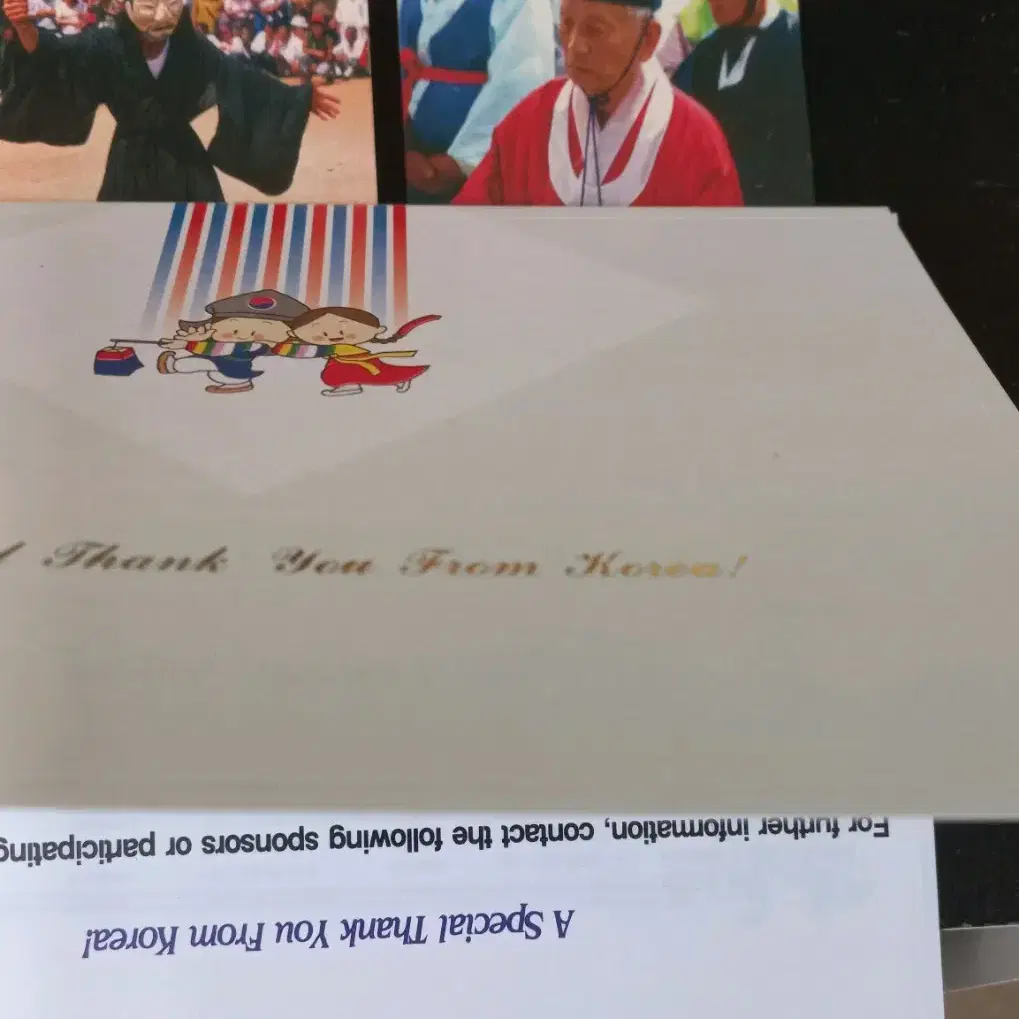 Thank You From Korea!
For further information, contact the following sponsors or participating
A Special Thank You From Korea!